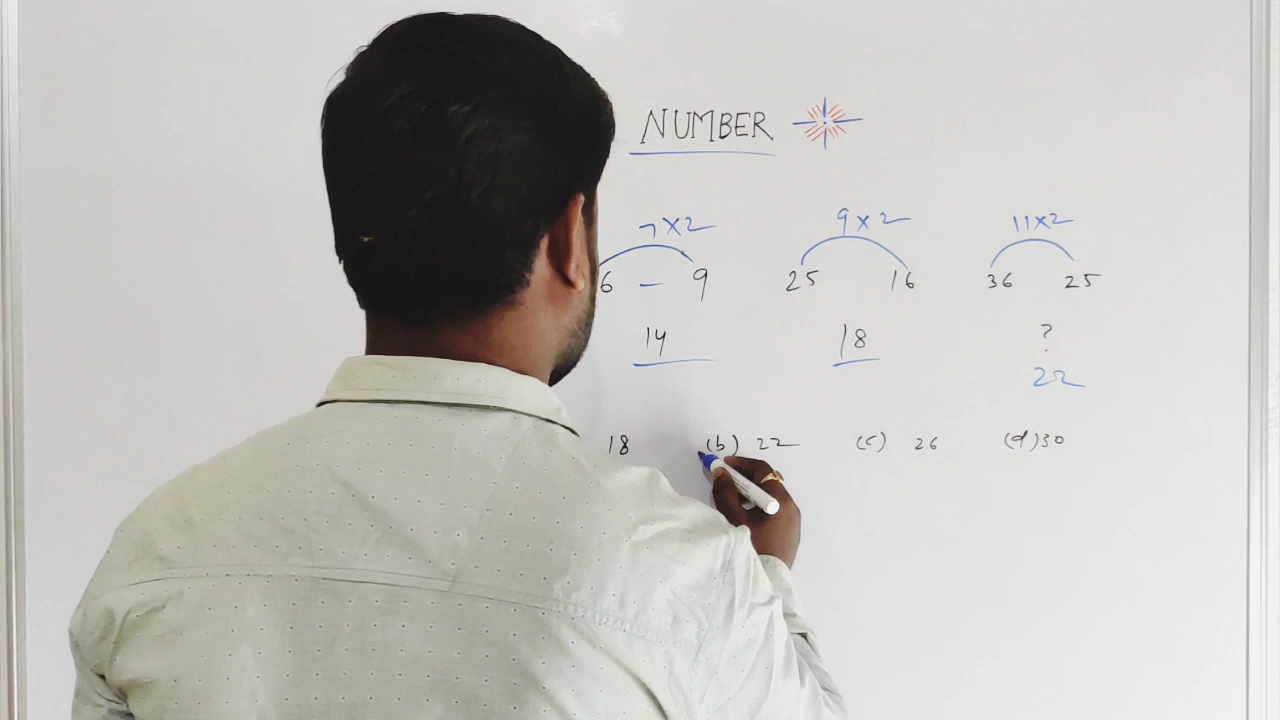 NUMBER
7×2 9×2 11×2
6 - 9 25 16 36 25
14 18 ?
22
18 (b) 22 (c) 26 (d) 30